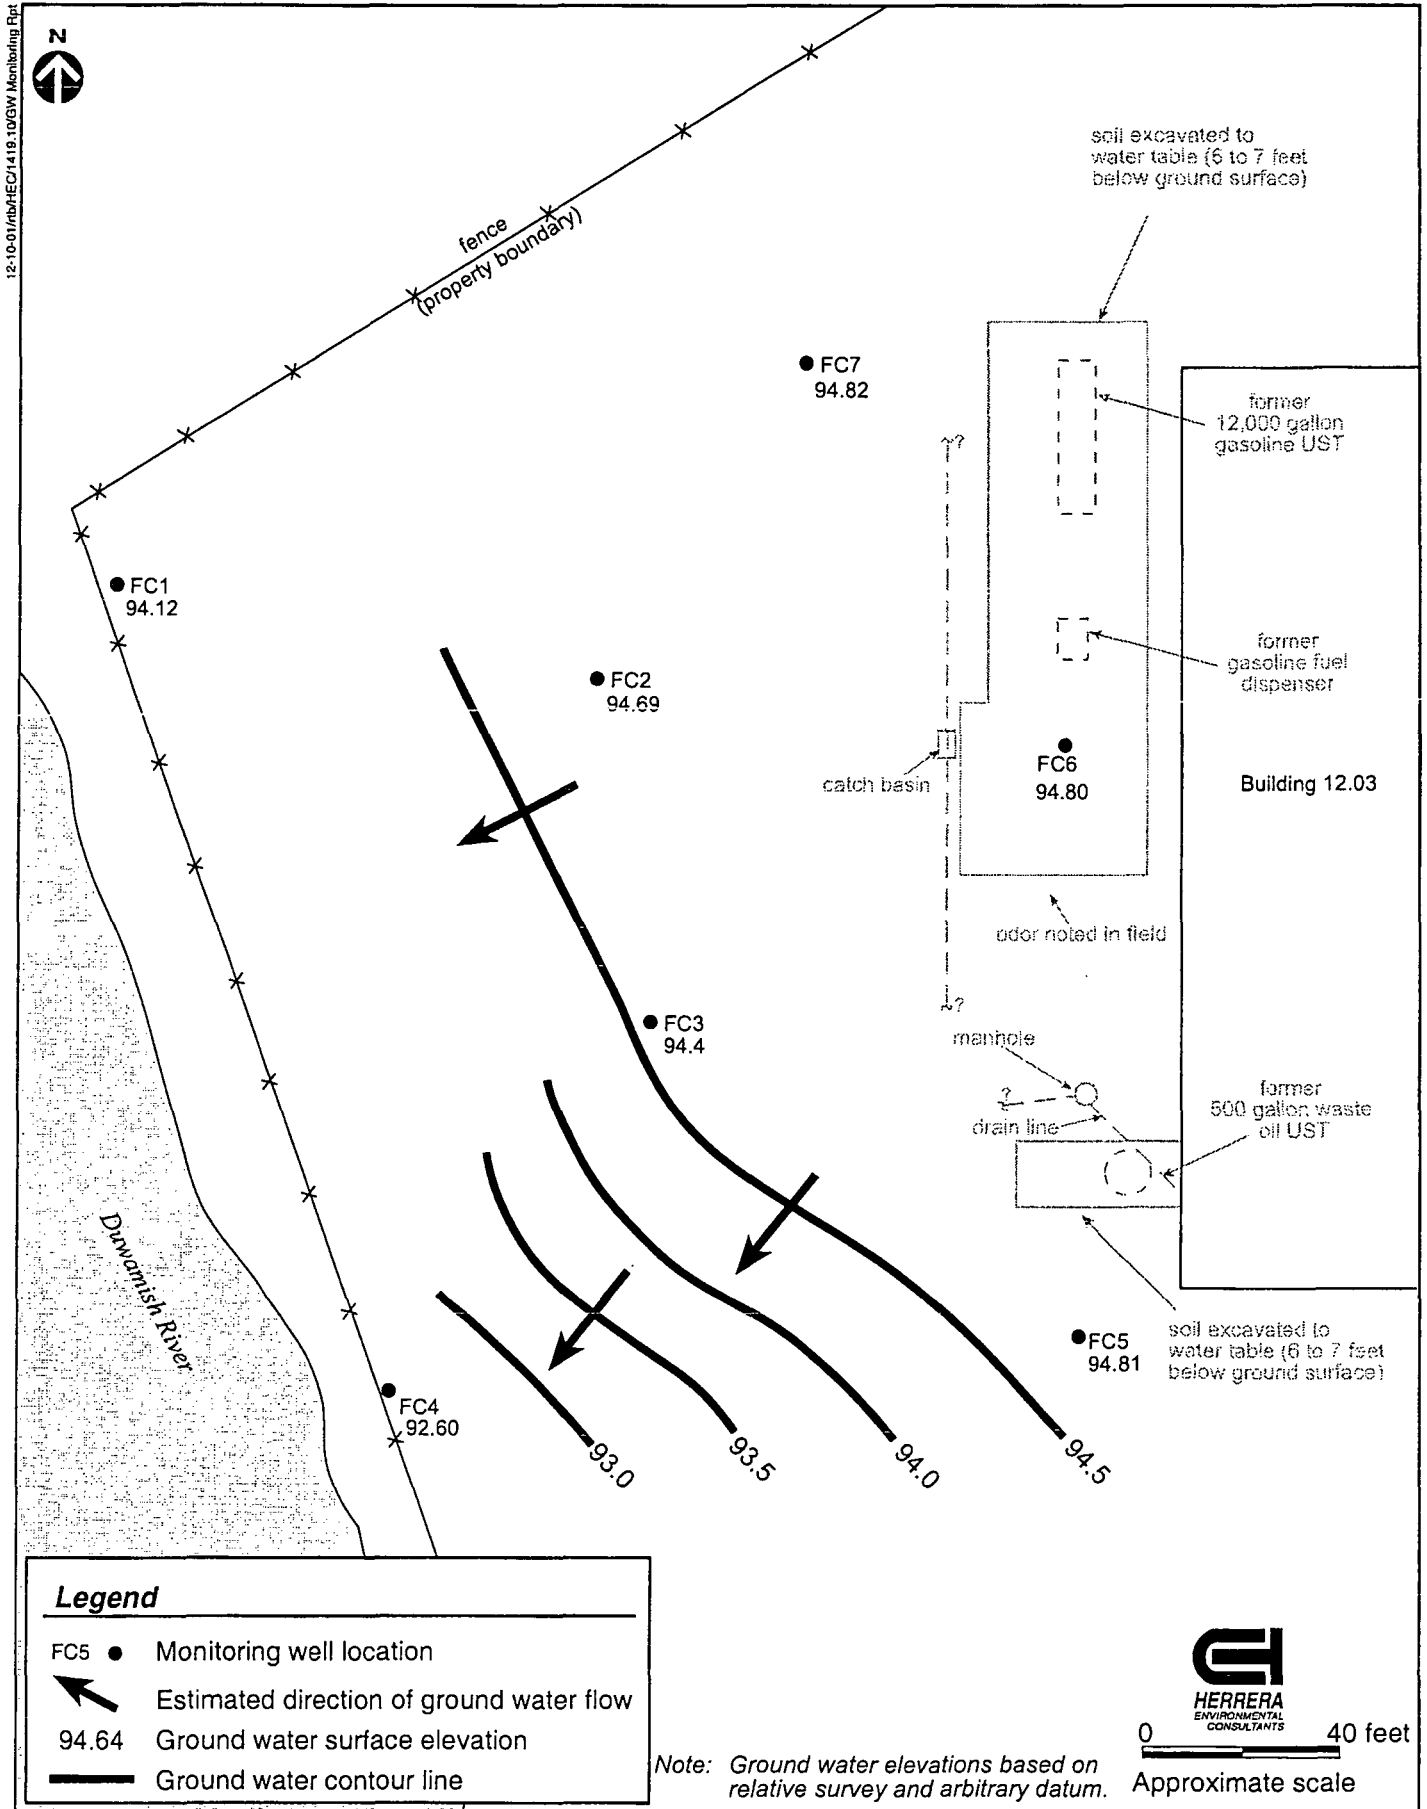 12-10-01/rtb/HEC/1419.10/GW Monitoring Rpt
N
fence
(property boundary)
soil excavated to
water table (6 to 7 feet
below ground surface)
FC7
94.82
former
12,000 gallon
gasoline UST
?
FC1
94.12
FC2
94.69
former
gasoline fuel
dispenser
FC6
94.80
catch basin
Building 12.03
odor noted in field
?
FC3
94.4
manhole
?
drain line
former
500 gallon waste
oil UST
Duwamish River
FC5
94.81
soil excavated to
water table (6 to 7 feet
below ground surface)
FC4
92.60
93.0
93.5
94.0
94.5
Legend
FC5 Monitoring well location
Estimated direction of ground water flow
94.64 Ground water surface elevation
Ground water contour line
Note: Ground water elevations based on
relative survey and arbitrary datum.
HERRERA
ENVIRONMENTAL
CONSULTANTS
0 40 feet
Approximate scale